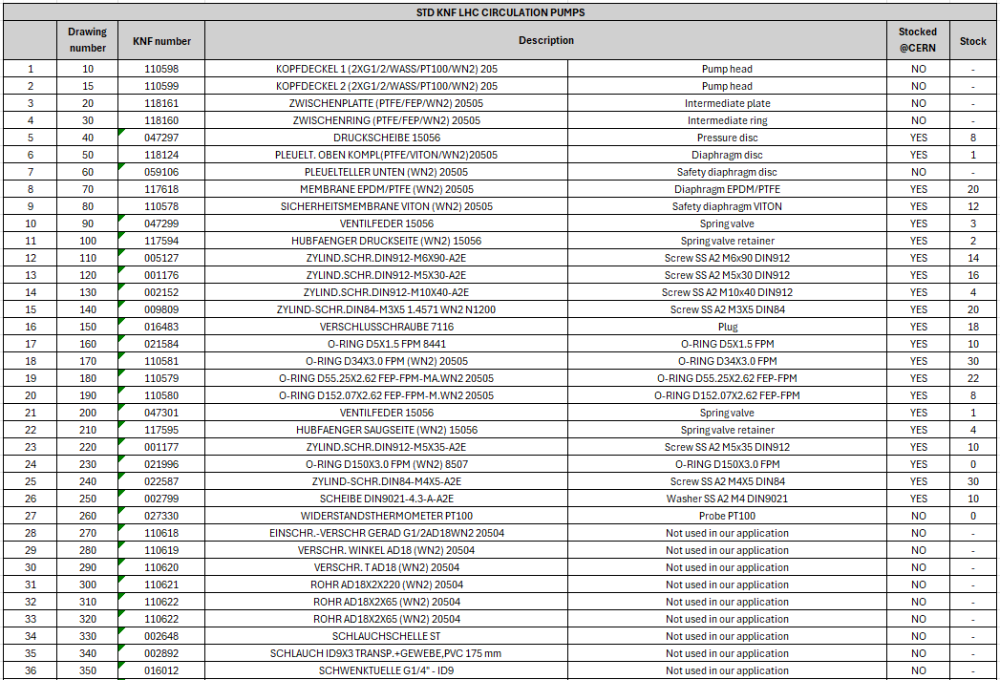 STD KNF LHC CIRCULATION PUMPS
Drawing number KNF number Description Stocked @CERN Stock
1 10 110598 KOPFDECKEL 1 (2XG1/2/WASS/PT100/WN2) 205 Pump head NO -
2 15 110599 KOPFDECKEL 2 (2XG1/2/WASS/PT100/WN2) 205 Pump head NO -
3 20 118161 ZWISCHENPLATTE (PTFE/FEP/WN2) 20505 Intermediate plate NO -
4 30 118160 ZWISCHENRING (PTFE/FEP/WN2) 20505 Intermediate ring NO -
5 40 047297 DRUCKSCHEIBE 15056 Pressure disc YES 8
6 50 118124 PLEUELT. OBEN KOMPL(PTFE/VITON/WN2)20505 Diaphragm disc YES 1
7 60 059106 PLEUELTELLER UNTEN (WN2) 20505 Safety diaphragm disc NO -
8 70 117618 MEMBRANE EPDM/PTFE (WN2) 20505 Diaphragm EPDM/PTFE YES 20
9 80 110578 SICHERHEITSMEMBRANE VITON (WN2) 20505 Safety diaphragm VITON YES 12
10 90 047299 VENTILFEDER 15056 Spring valve YES 3
11 100 117594 HUBFAENGER DRUCKSEITE (WN2) 15056 Spring valve retainer YES 2
12 110 005127 ZYLIND.SCHR.DIN912-M6X90-A2E Screw SS A2 M6x90 DIN912 YES 14
13 120 001176 ZYLIND.SCHR.DIN912-M5X30-A2E Screw SS A2 M5x30 DIN912 YES 16
14 130 002152 ZYLIND.SCHR.DIN912-M10X40-A2E Screw SS A2 M10x40 DIN912 YES 4
15 140 009809 ZYLIND-SCHR.DIN84-M3X5 1.4571 WN2 N1200 Screw SS A2 M3X5 DIN84 YES 20
16 150 016483 VERSCHLUSSCHRAUBE 7116 Plug YES 18
17 160 021584 O-RING D5X1.5 FPM 8441 O-RING D5X1.5 FPM YES 10
18 170 110581 O-RING D34X3.0 FPM (WN2) 20505 O-RING D34X3.0 FPM YES 30
19 180 110579 O-RING D55.25X2.62 FEP-FPM-MA.WN2 20505 O-RING D55.25X2.62 FEP-FPM YES 22
20 190 110580 O-RING D152.07X2.62 FEP-FPM-M.WN2 20505 O-RING D152.07X2.62 FEP-FPM YES 8
21 200 047301 VENTILFEDER 15056 Spring valve YES 1
22 210 117595 HUBFAENGER SAUGSEITE (WN2) 15056 Spring valve retainer YES 4
23 220 001177 ZYLIND.SCHR.DIN912-M5X35-A2E Screw SS A2 M5x35 DIN912 YES 10
24 230 021996 O-RING D150X3.0 FPM (WN2) 8507 O-RING D150X3.0 FPM YES 0
25 240 022587 ZYLIND-SCHR.DIN84-M4X5-A2E Screw SS A2 M4X5 DIN84 YES 30
26 250 002799 SCHEIBE DIN9021-4.3-A-A2E Washer SS A2 M4 DIN9021 YES 10
27 260 027330 WIDERSTANDSTHERMOMETER PT100 Probe PT100 NO 0
28 270 110618 EINSCHR.-VERSCHR GERAD G1/2AD18WN2 20504 Not used in our application NO -
29 280 110619 VERSCHR. WINKEL AD18 (WN2) 20504 Not used in our application NO -
30 290 110620 VERSCHR. T AD18 (WN2) 20504 Not used in our application NO -
31 300 110621 ROHR AD18X2X220 (WN2) 20504 Not used in our application NO -
32 310 110622 ROHR AD18X2X65 (WN2) 20504 Not used in our application NO -
33 320 110622 ROHR AD18X2X65 (WN2) 20504 Not used in our application NO -
34 330 002648 SCHLAUCHSCHELLE ST Not used in our application NO -
35 340 002892 SCHLAUCH ID9X3 TRANSP.+GEWEBE,PVC 175 mm Not used in our application NO -
36 350 016012 SCHWENKTUELLE G1/4" - ID9 Not used in our application NO -